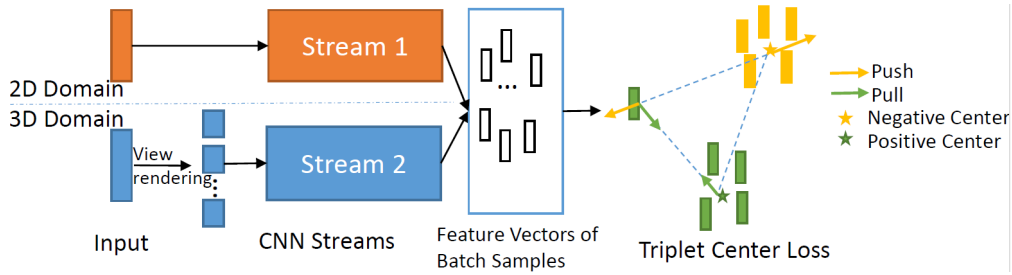 Stream 1
2D Domain
3D Domain
View
rendering
Stream 2
...
Push
Pull
Negative Center
Positive Center
Input
CNN Streams
Feature Vectors of
Batch Samples
Triplet Center Loss